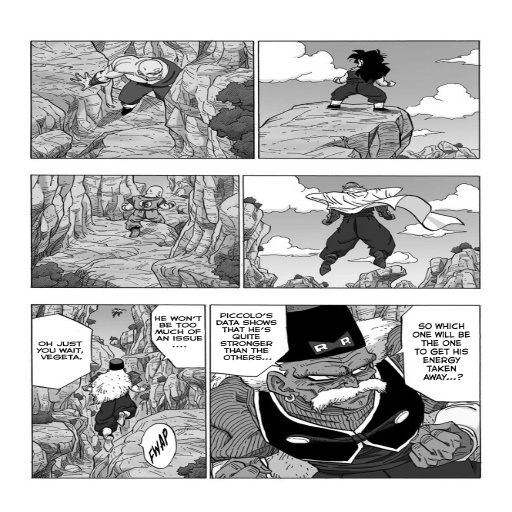 OH JUST
YOU WAIT,
VEGETA.
HE WON'T
BE TOO
MUCH OF
AN ISSUE
....
FWAP
PICCOLO'S
DATA SHOWS
THAT HE'S
QUITE
STRONGER
THAN THE
OTHERS...
SO WHICH
ONE WILL BE
THE ONE
TO GET HIS
ENERGY
TAKEN
AWAY...?
R R